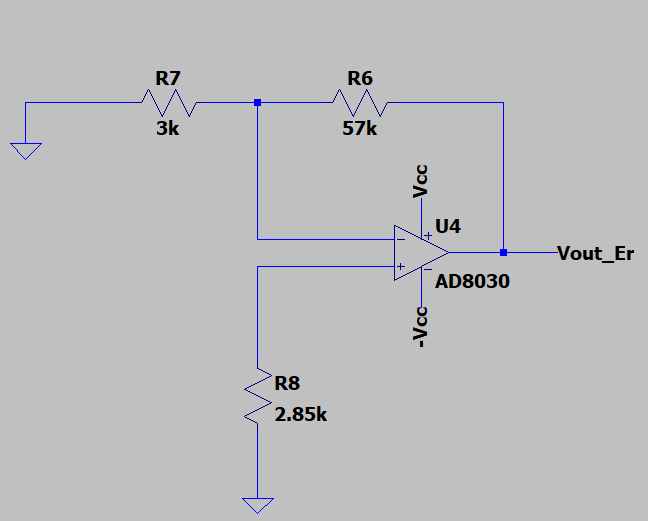 R7
R6
3k
57k
Vcc
U4
Vout_Er
AD8030
-Vcc
R8
2.85k